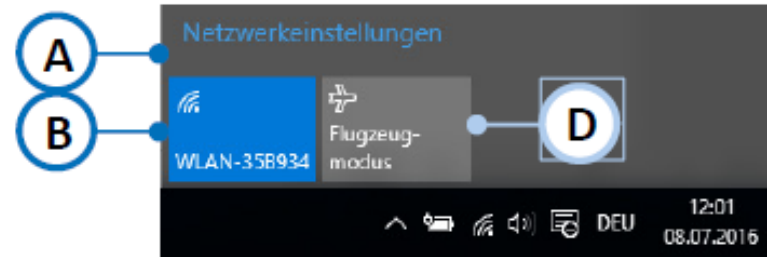 A
Netzwerkeinstellungen
B
WLAN-35B934
Flugzeug-
modus
D
DEU
12:01
08.07.2016